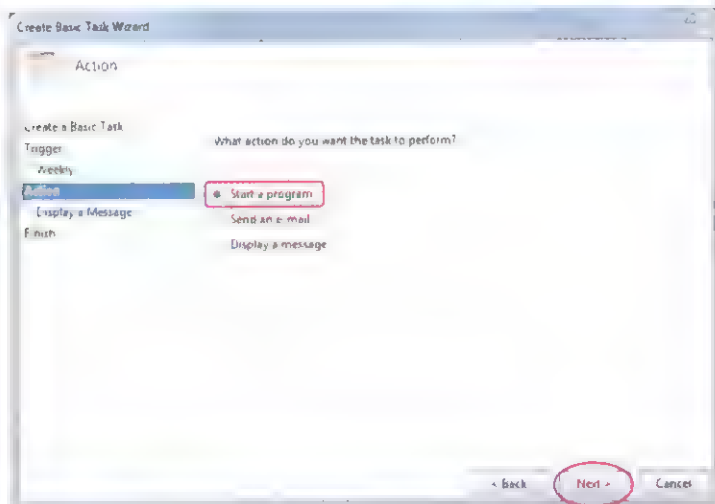 Create Basic Task Wizard
Action
Create a Basic Task
Trigger
Weekly
Action
Display a Message
Finish
What action do you want the task to perform?
Start a program
Send an e-mail
Display a message
< Back
Next >
Cancel